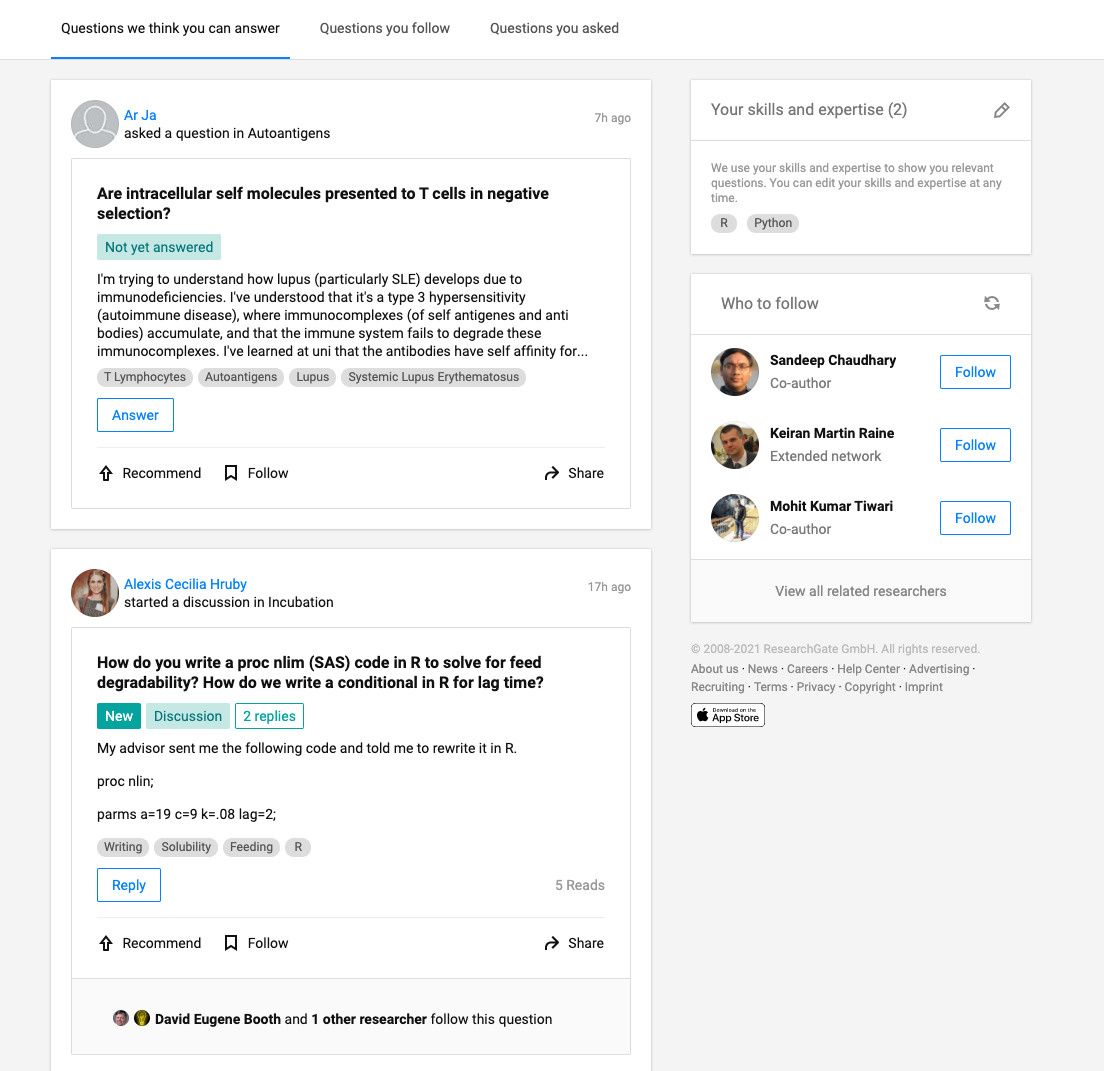 Questions we think you can answer
Questions you follow
Questions you asked
Ar Ja
asked a question in Autoantigens
7h ago
Are intracellular self molecules presented to T cells in negative
selection?
Not yet answered
I'm trying to understand how lupus (particularly SLE) develops due to
immunodeficiencies. I've understood that it's a type 3 hypersensitivity
(autoimmune disease), where immunocomplexes (of self antigenes and anti
bodies) accumulate, and that the immune system fails to degrade these
immunocomplexes. I've learned at uni that the antibodies have self affinity for...
T Lymphocytes
Autoantigens
Lupus
Systemic Lupus Erythematosus
Answer
Recommend
Follow
Share
Alexis Cecilia Hruby
started a discussion in Incubation
17h ago
How do you write a proc nlim (SAS) code in R to solve for feed
degradability? How do we write a conditional in R for lag time?
New
Discussion
2 replies
My advisor sent me the following code and told me to rewrite it in R.
proc nlin;
parms a=19 c=9 k=.08 lag=2;
Writing
Solubility
Feeding
R
Reply
5 Reads
Recommend
Follow
Share
David Eugene Booth and 1 other researcher follow this question
Your skills and expertise (2)
We use your skills and expertise to show you relevant
questions. You can edit your skills and expertise at any
time.
R
Python
Who to follow
Sandeep Chaudhary
Co-author
Follow
Keiran Martin Raine
Extended network
Follow
Mohit Kumar Tiwari
Co-author
Follow
View all related researchers
© 2008-2021 ResearchGate GmbH. All rights reserved.
About us · News · Careers · Help Center · Advertising ·
Recruiting · Terms · Privacy · Copyright · Imprint
Download on the
App Store